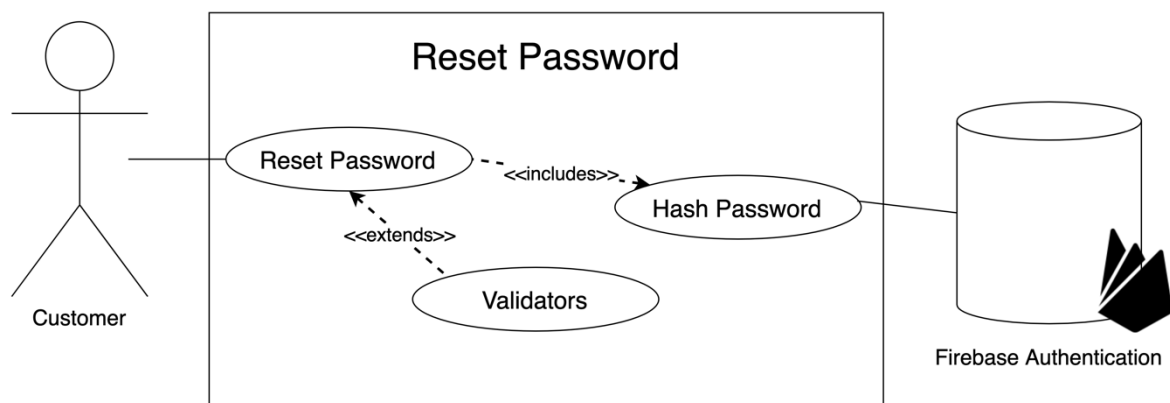 Reset Password
Reset Password
<<includes>>
Hash Password
<<extends>>
Validators
Customer
Firebase Authentication